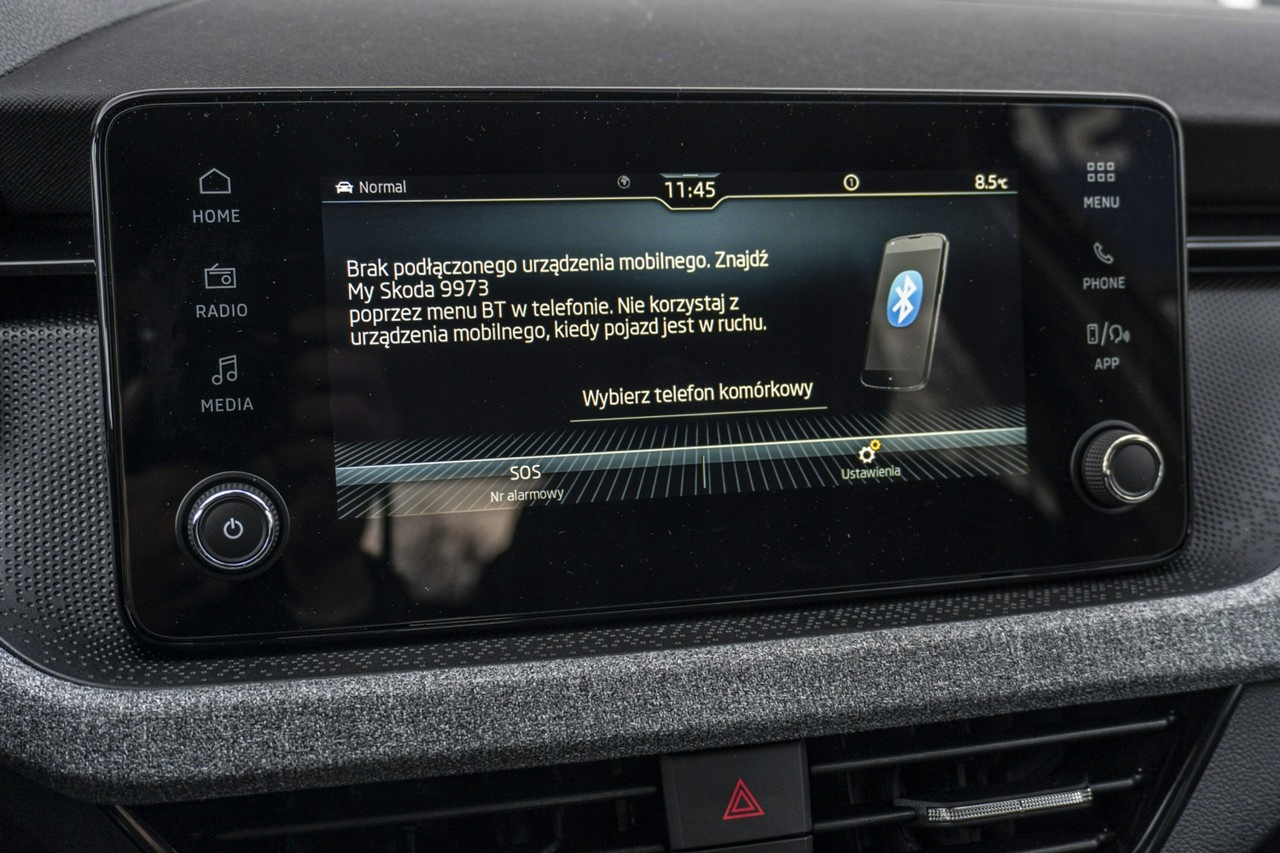 Normal
11:45
1
8.5°C
HOME
RADIO
MEDIA
Brak podłączonego urządzenia mobilnego. Znajdź
My Skoda 9973
poprzez menu BT w telefonie. Nie korzystaj z
urządzenia mobilnego, kiedy pojazd jest w ruchu.
Wybierz telefon komórkowy
SOS
Nr alarmowy
Ustawienia
MENU
PHONE
APP